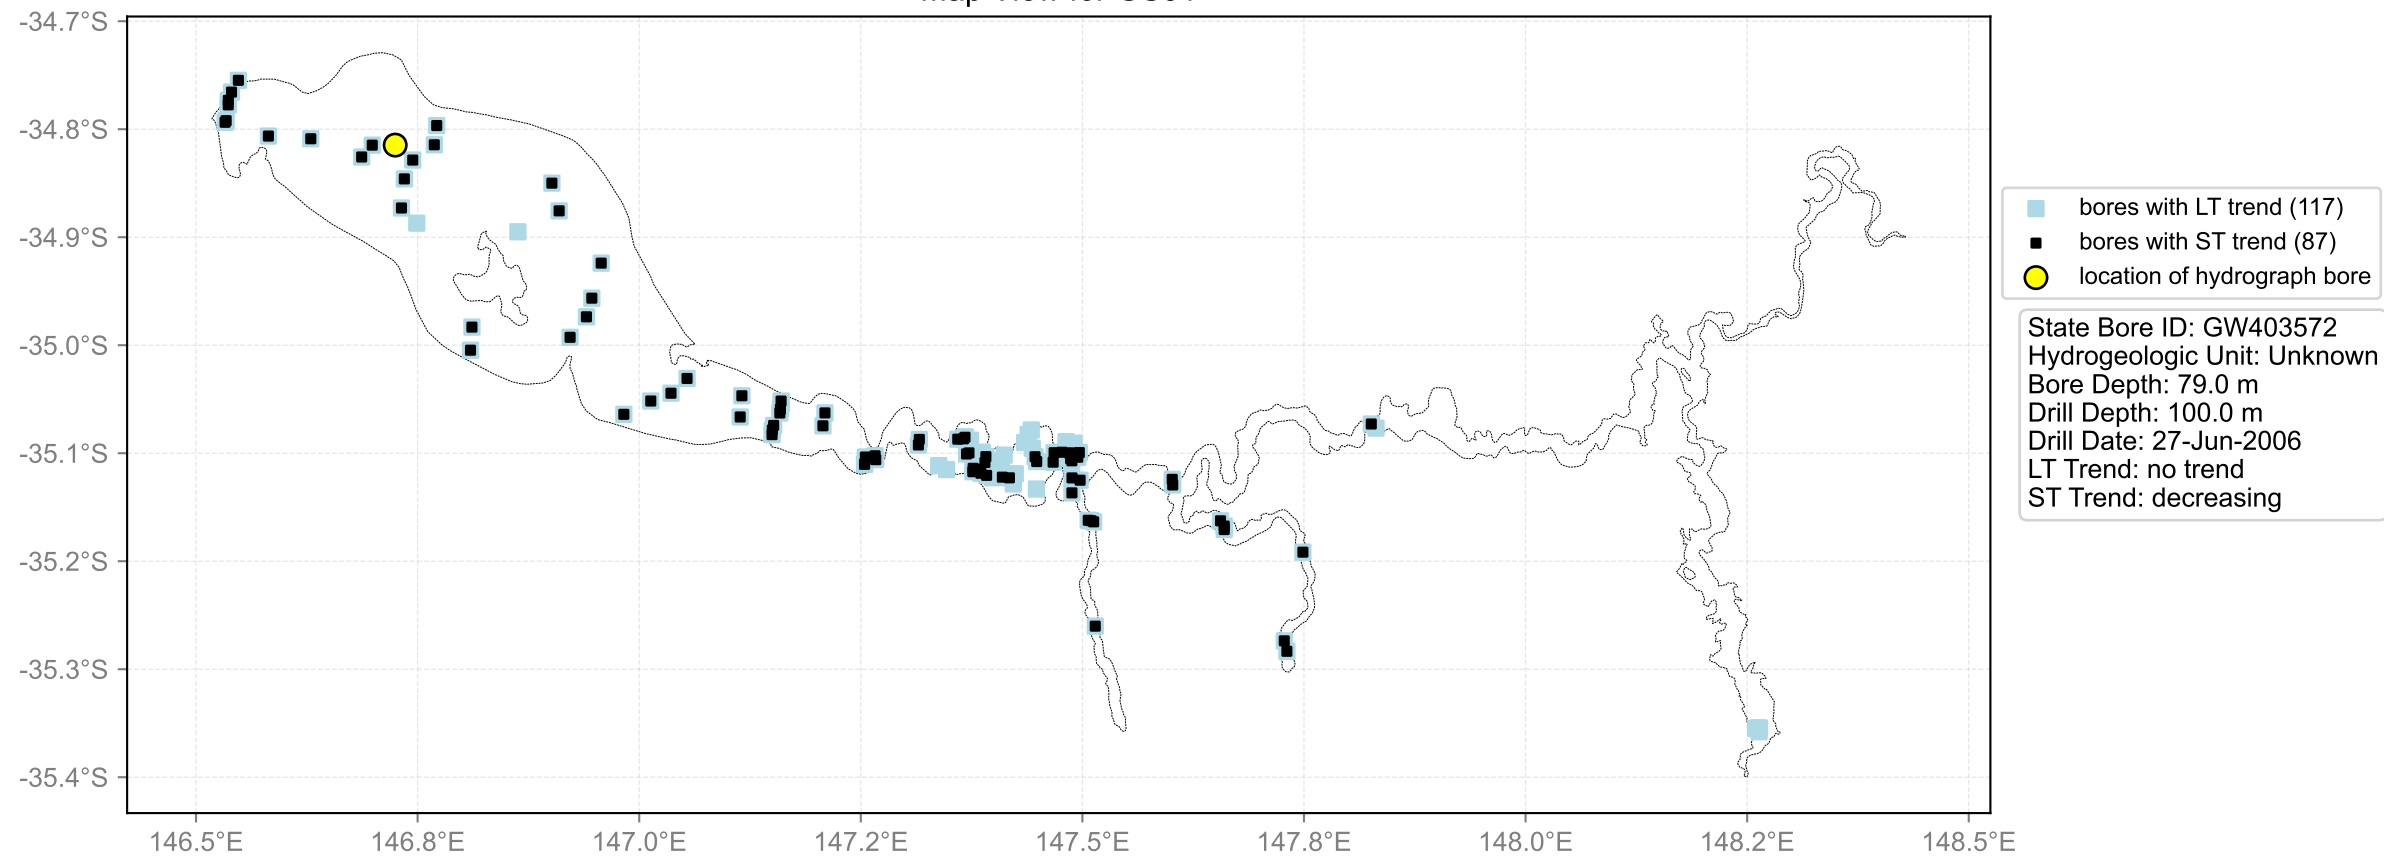 -34.7°S
-34.8°S
-34.9°S
-35.0°S
-35.1°S
-35.2°S
-35.3°S
-35.4°S
146.5°E 146.8°E 147.0°E 147.2°E 147.5°E 147.8°E 148.0°E 148.2°E 148.5°E
bores with LT trend (117)
bores with ST trend (87)
location of hydrograph bore
State Bore ID: GW403572
Hydrogeologic Unit: Unknown
Bore Depth: 79.0 m
Drill Depth: 100.0 m
Drill Date: 27-Jun-2006
LT Trend: no trend
ST Trend: decreasing